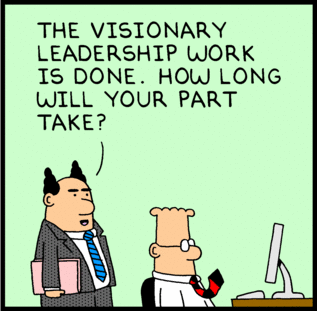 THE VISIONARY
LEADERSHIP WORK
IS DONE. HOW LONG
WILL YOUR PART
TAKE?